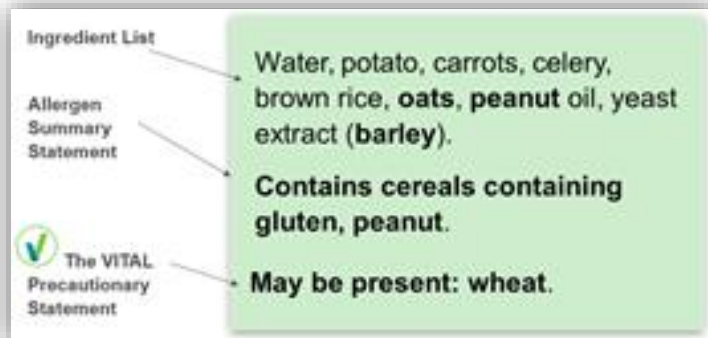 Ingredient List
Water, potato, carrots, celery,
brown rice, oats, peanut oil, yeast
extract (barley).
Allergen
Summary
Statement
Contains cereals containing
gluten, peanut.
The VITAL
Precautionary
Statement
May be present: wheat.